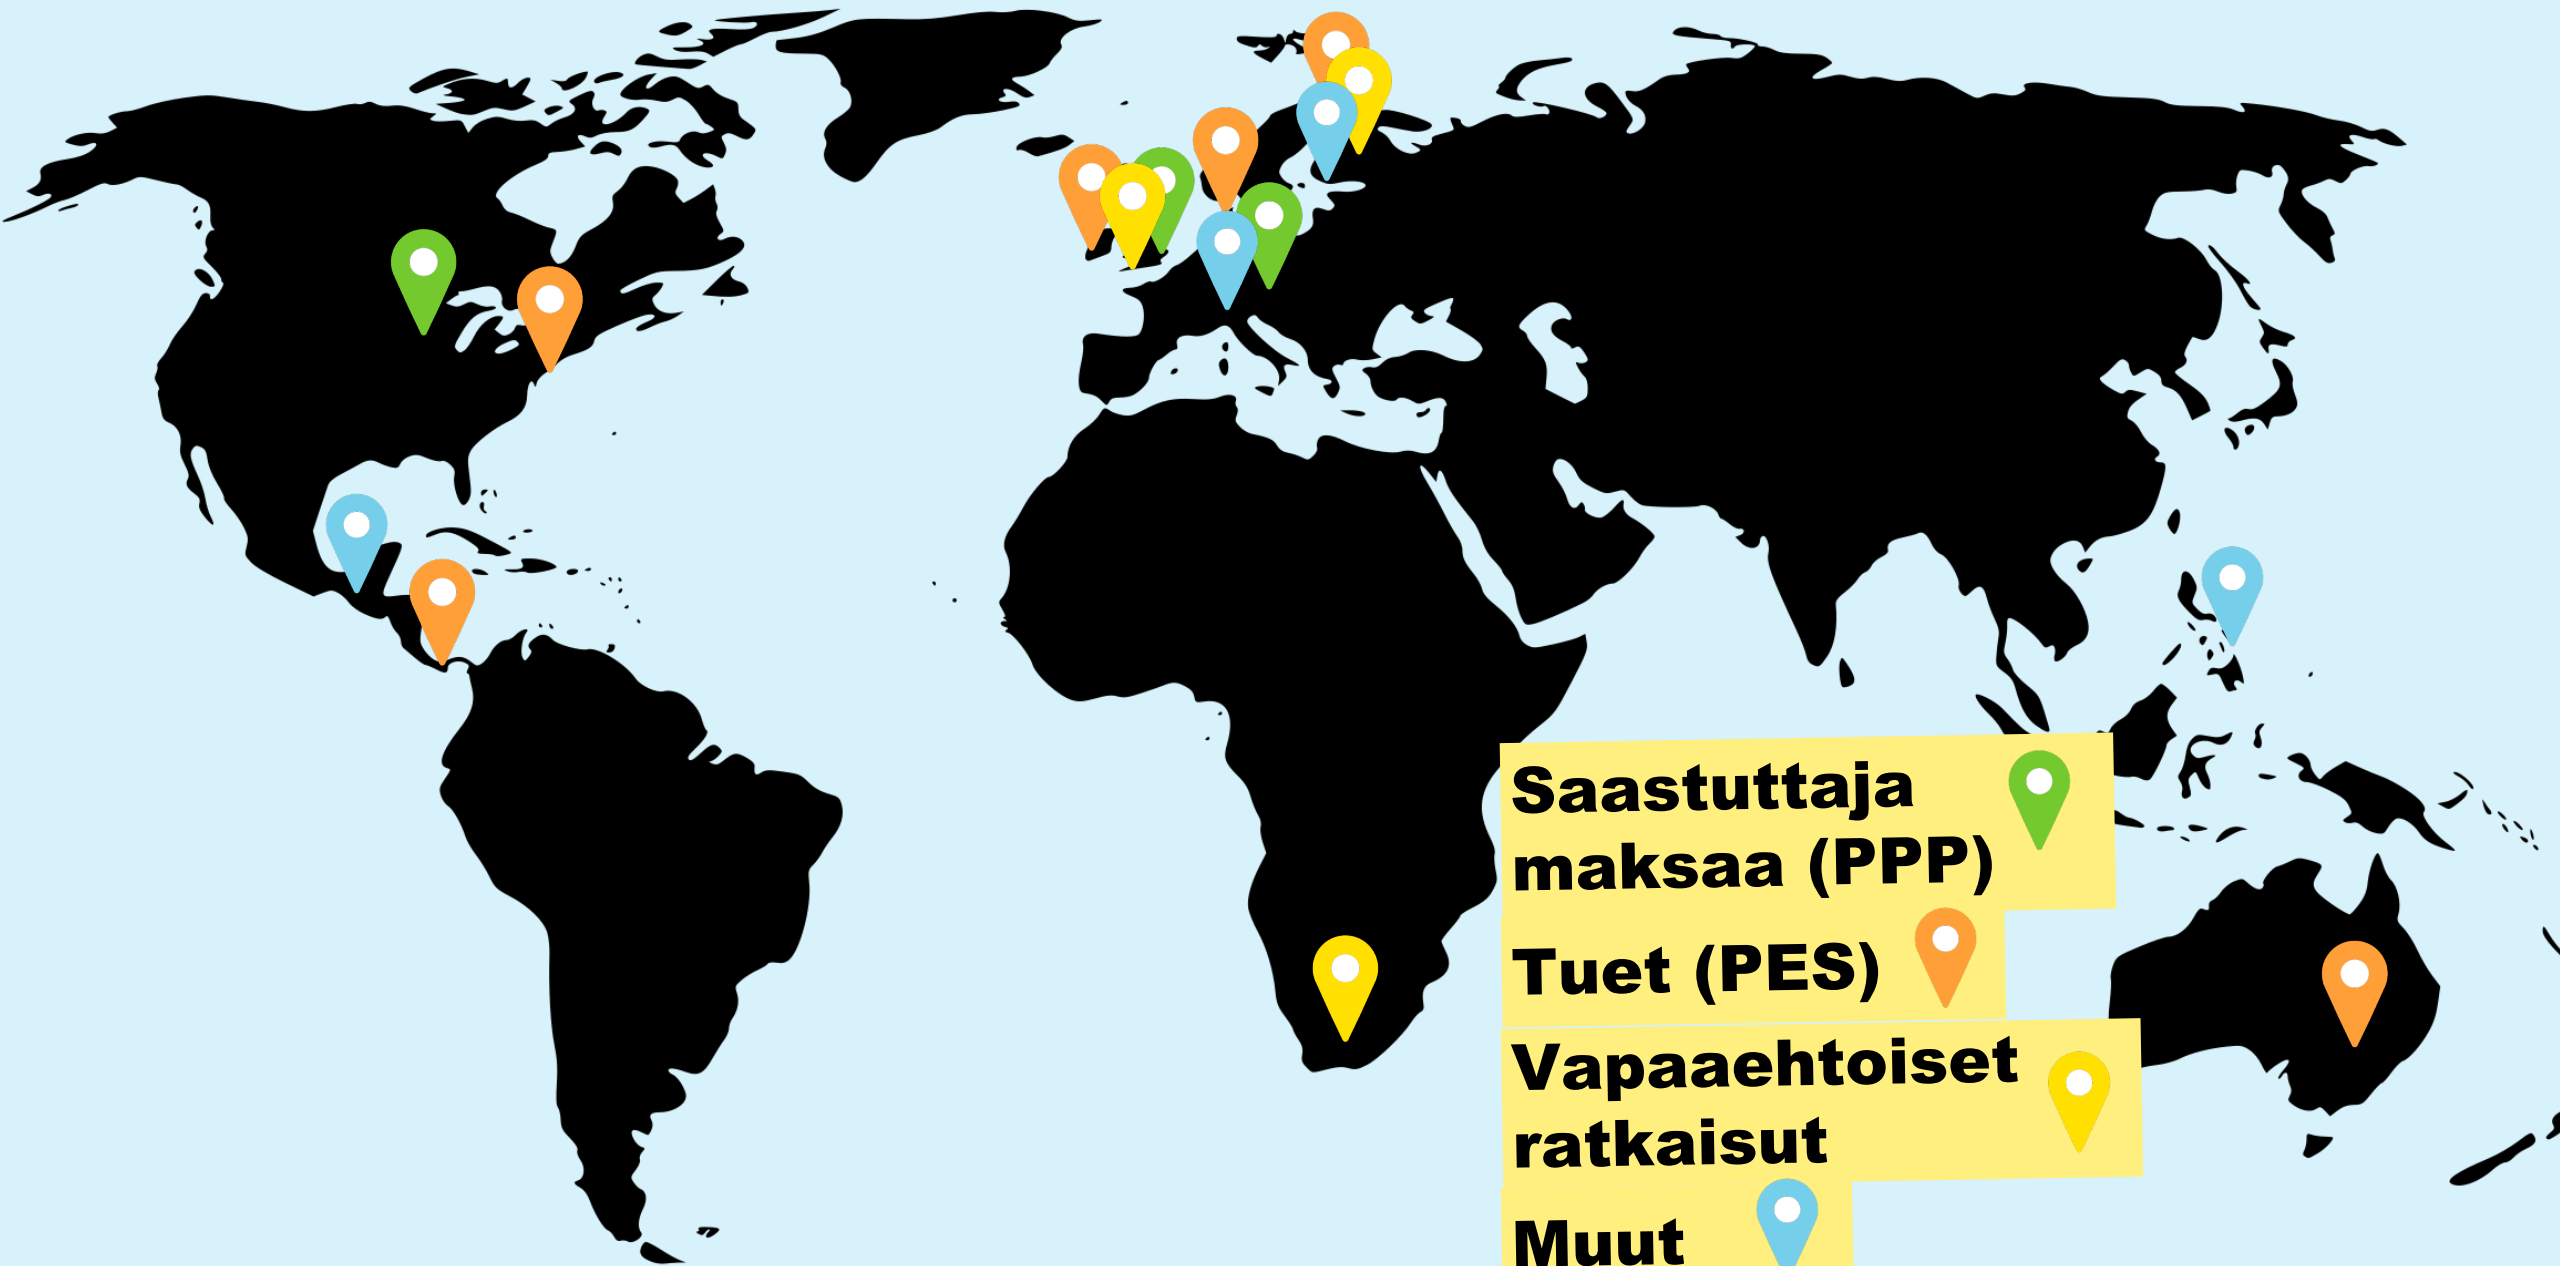 Saastuttaja
maksaa (PPP)
Tuet (PES)
Vapaaehtoiset
ratkaisut
Muut